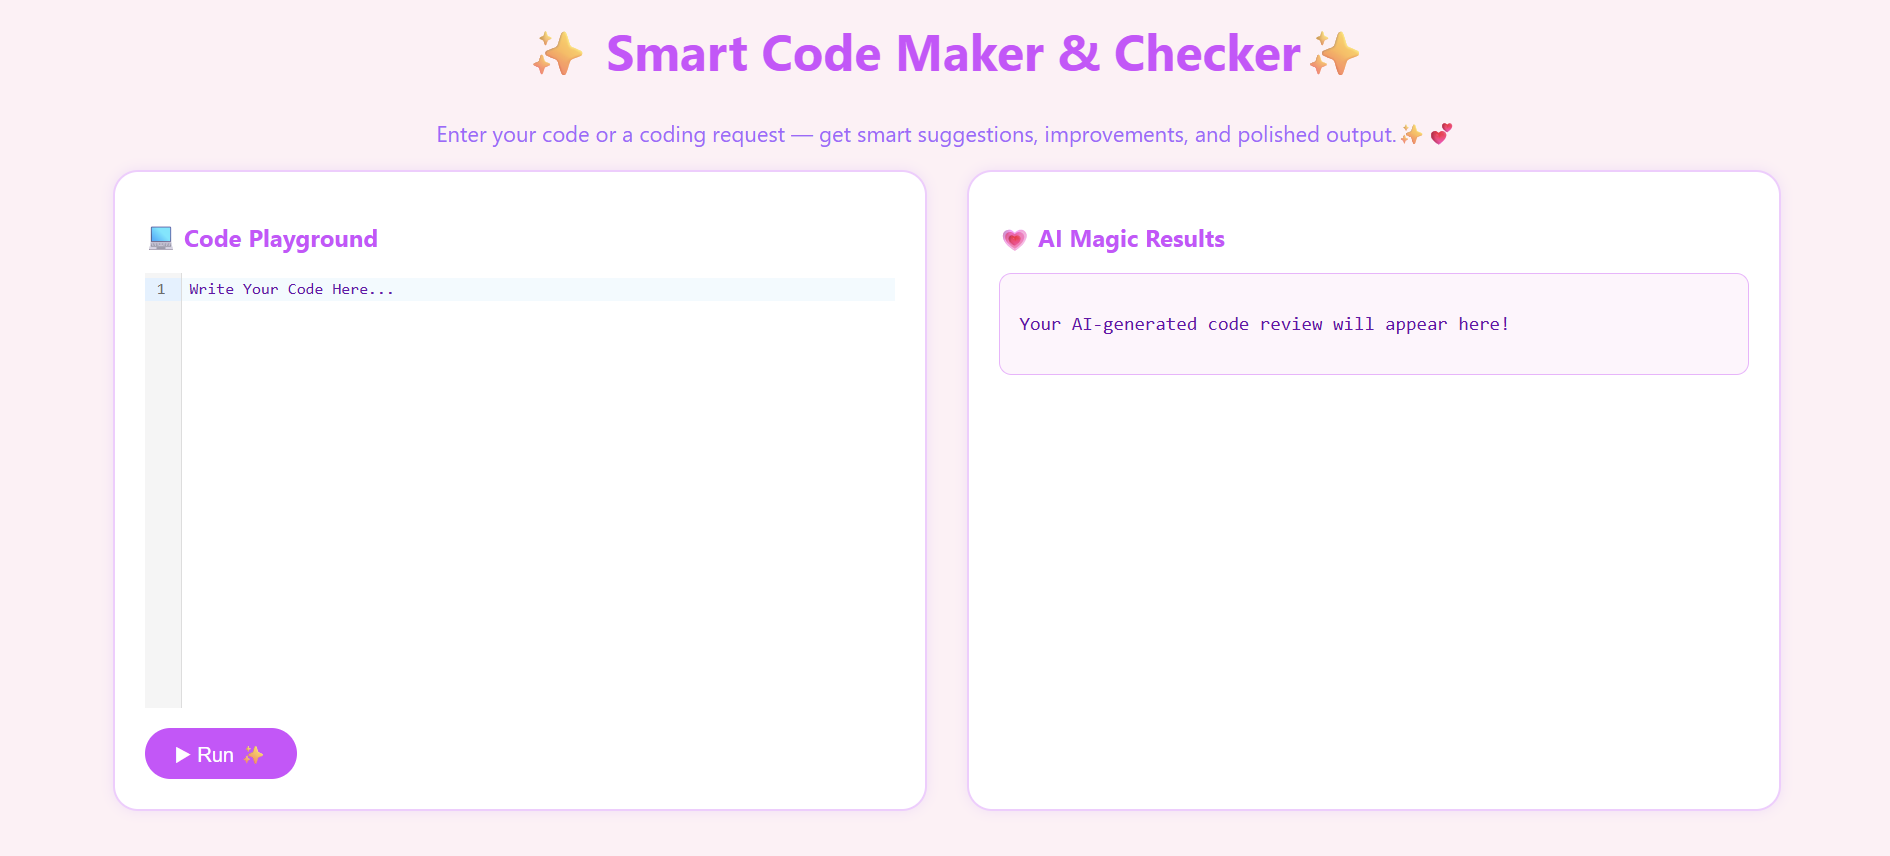 ✨ Smart Code Maker & Checker✨
Enter your code or a coding request — get smart suggestions, improvements, and polished output.✨ 💕
💻 Code Playground
1 Write Your Code Here...
▶ Run ✨
💗 AI Magic Results
Your AI-generated code review will appear here!